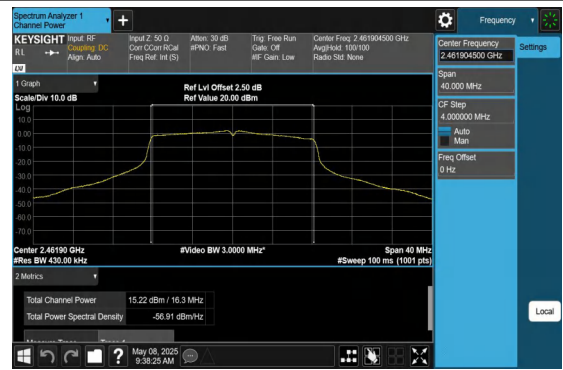 Spectrum Analyzer 1
Channel Power
Frequency
KEYSIGHT
RL
LXI
Input: RF
Coupling: DC
Align: Auto
Input Z: 50 Ω
Corr CCorr RCal
Freq Ref: Int (S)
Atten: 30 dB
#PNO: Fast
Trig: Free Run
Gate: Off
#IF Gain: Low
Center Freq: 2.461904500 GHz
Avg|Hold: 100/100
Radio Std: None
Center Frequency
2.461904500 GHz
Settings
Span
40.000 MHz
CF Step
4.000000 MHz
Auto
Man
Freq Offset
0 Hz
1 Graph
Scale/Div 10.0 dB
Ref Lvl Offset 2.50 dB
Ref Value 20.00 dBm
Log
10.0
0.00
-10.0
-20.0
-30.0
-40.0
-50.0
-60.0
-70.0
Center 2.46190 GHz
#Res BW 430.00 kHz
#Video BW 3.0000 MHz*
Span 40 MHz
#Sweep 100 ms (1001 pts)
2 Metrics
Total Channel Power 15.22 dBm / 16.3 MHz
Total Power Spectral Density -56.91 dBm/Hz
Local
May 08, 2025
9:38:25 AM